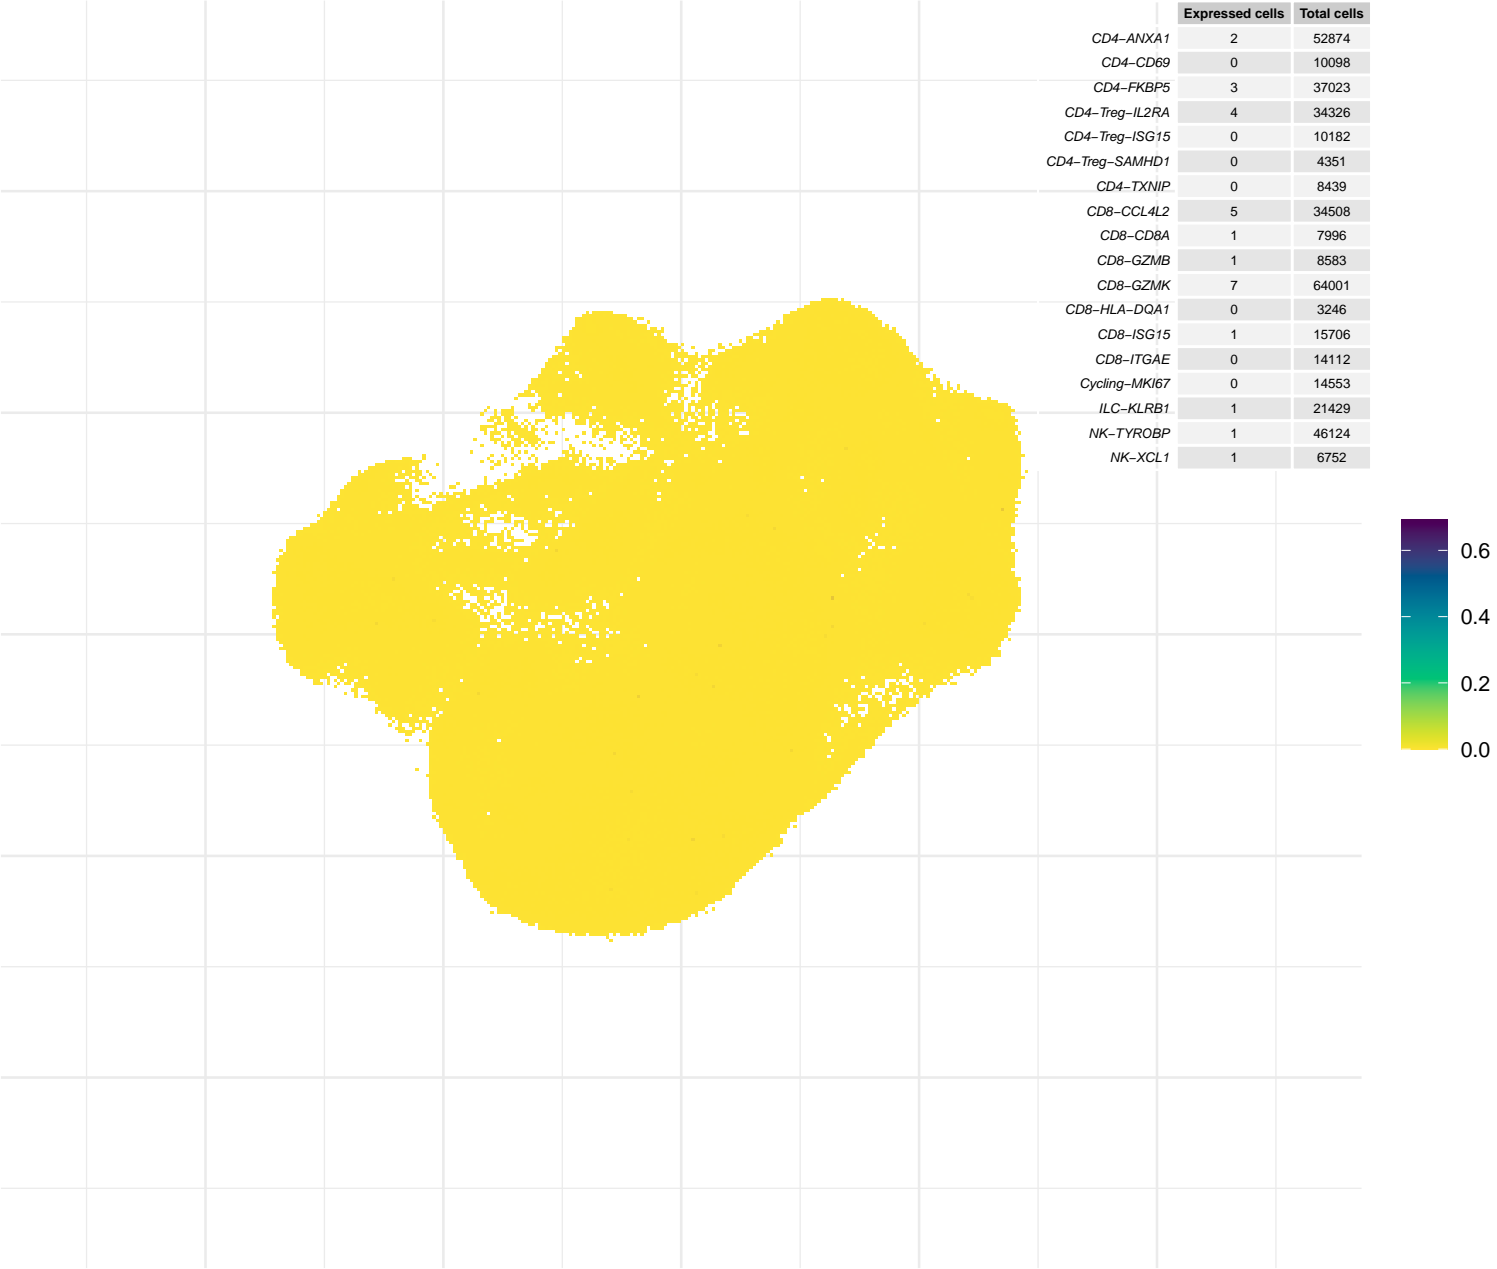 Expressed cells Total cells
CD4−ANXA1 2 52874
CD4−CD69 0 10098
CD4−FKBP5 3 37023
CD4−Treg−IL2RA 4 34326
CD4−Treg−ISG15 0 10182
CD4−Treg−SAMHD1 0 4351
CD4−TXNIP 0 8439
CD8−CCL4L2 5 34508
CD8−CD8A 1 7996
CD8−GZMB 1 8583
CD8−GZMK 7 64001
CD8−HLA−DQA1 0 3246
CD8−ISG15 1 15706
CD8−ITGAE 0 14112
Cycling−MKI67 0 14553
ILC−KLRB1 1 21429
NK−TYROBP 1 46124
NK−XCL1 1 6752
0.6
0.4
0.2
0.0